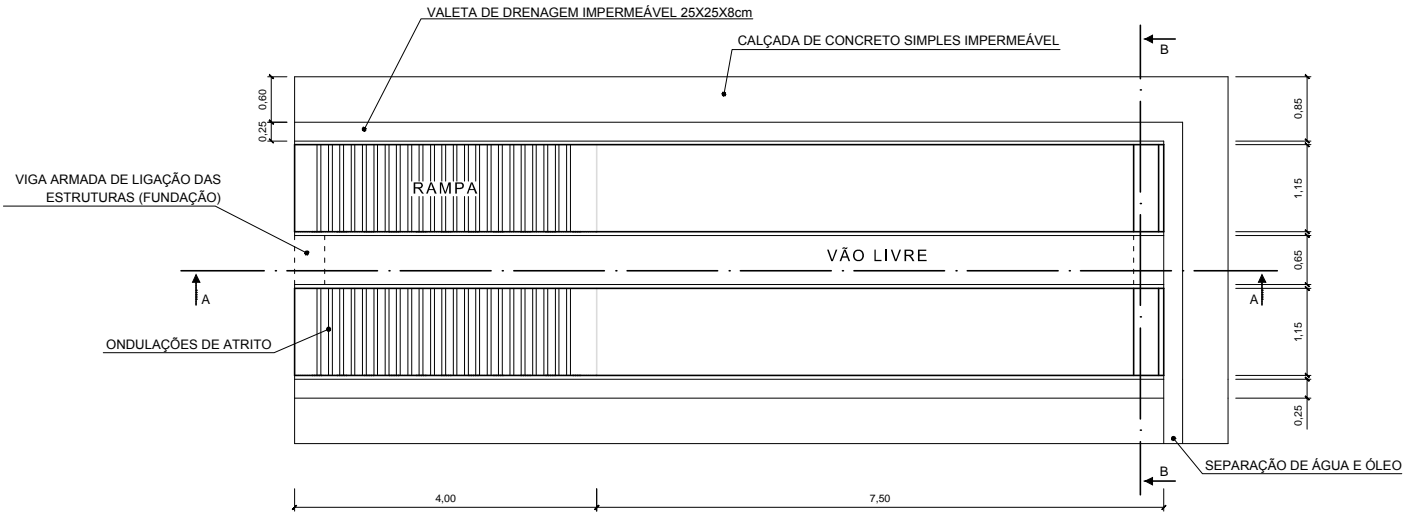 VALETA DE DRENAGEM IMPERMEÁVEL 25X25X8cm
CALÇADA DE CONCRETO SIMPLES IMPERMEÁVEL
B
0,60
0,85
0,25
VIGA ARMADA DE LIGAÇÃO DAS
ESTRUTURAS (FUNDAÇÃO)
RAMPA
1,15
VÃO LIVRE
0,65
A
A
ONDULAÇÕES DE ATRITO
1,15
0,25
B
SEPARAÇÃO DE ÁGUA E ÓLEO
4,00
7,50